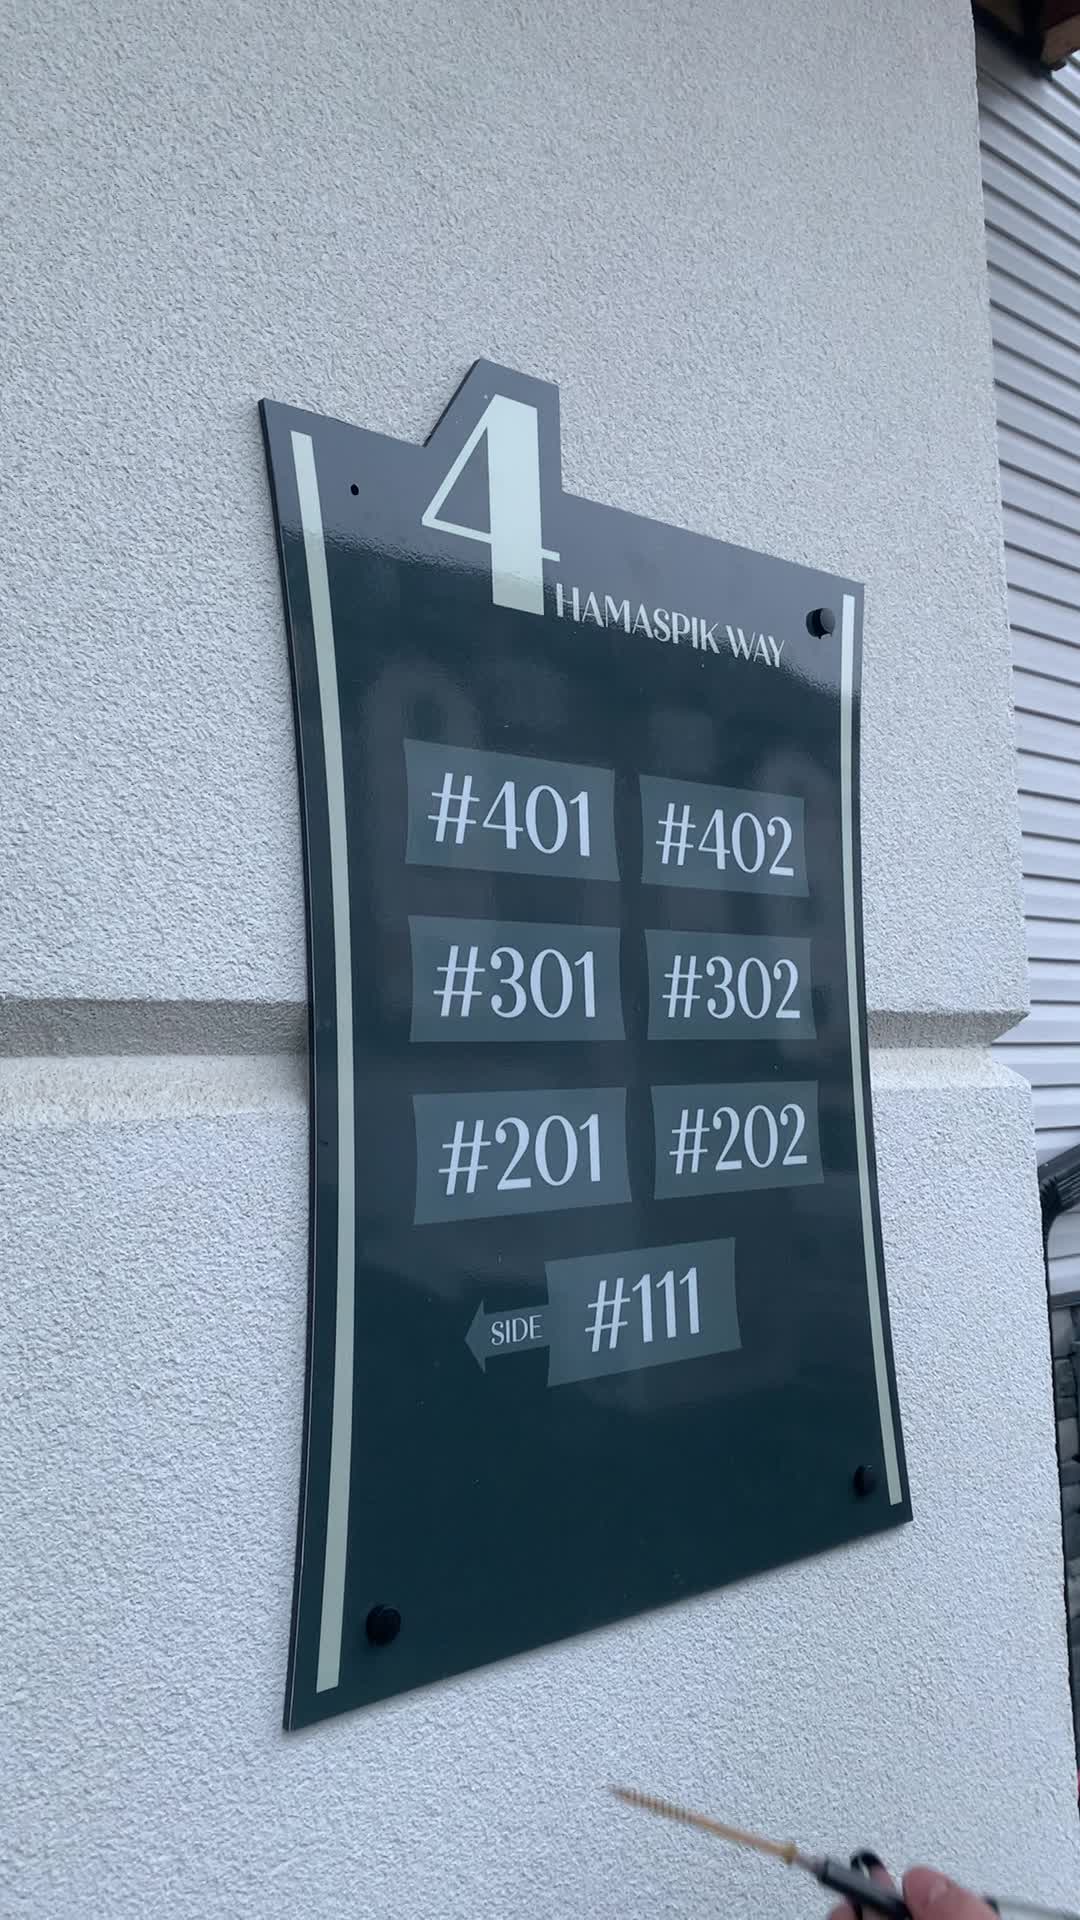 4 HAMASPIK WAY
#401 #402
#301 #302
#201 #202
SIDE #111